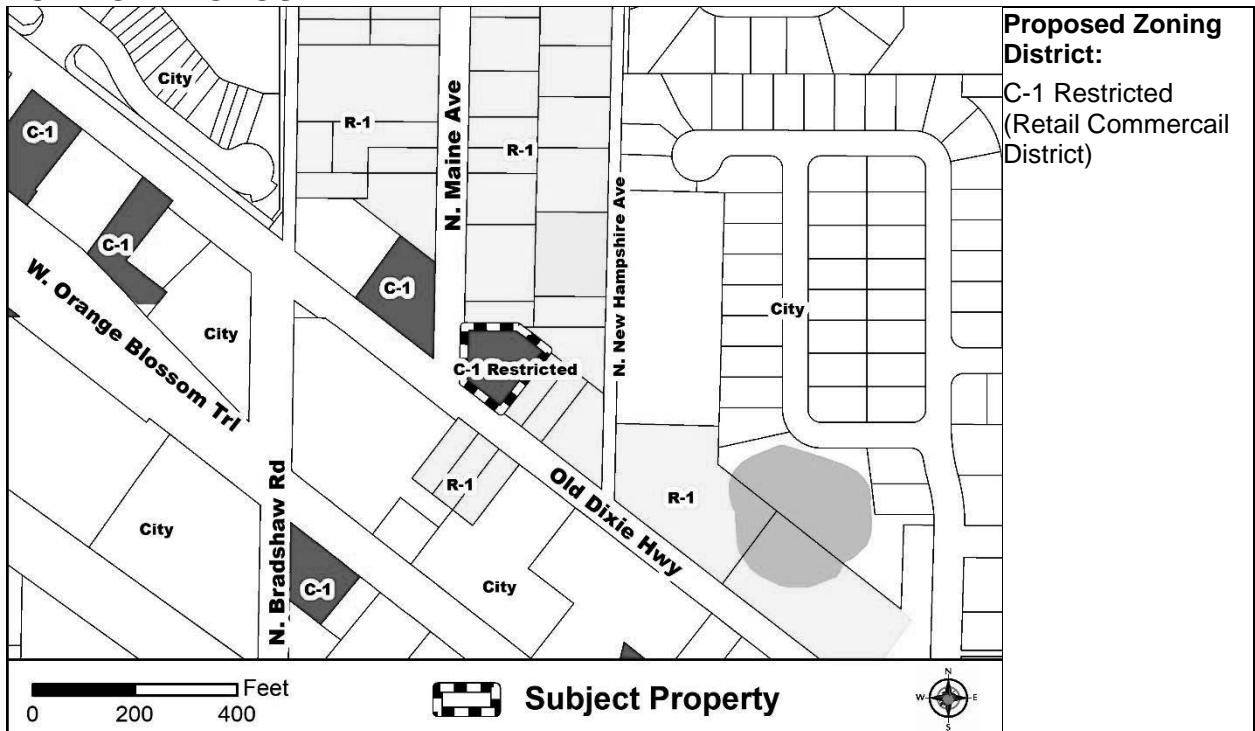 City
C-1
C-1
W. Orange Blossom Trl
City
R-1
N. Maine Ave
R-1
C-1
N. New Hampshire Ave
City
C-1 Restricted
R-1
Old Dixie Hwy
R-1
City
N. Bradshaw Rd
C-1
City
Feet
0 200 400
Subject Property
N
W E
S
Proposed Zoning
District:
C-1 Restricted
(Retail Commercail
District)